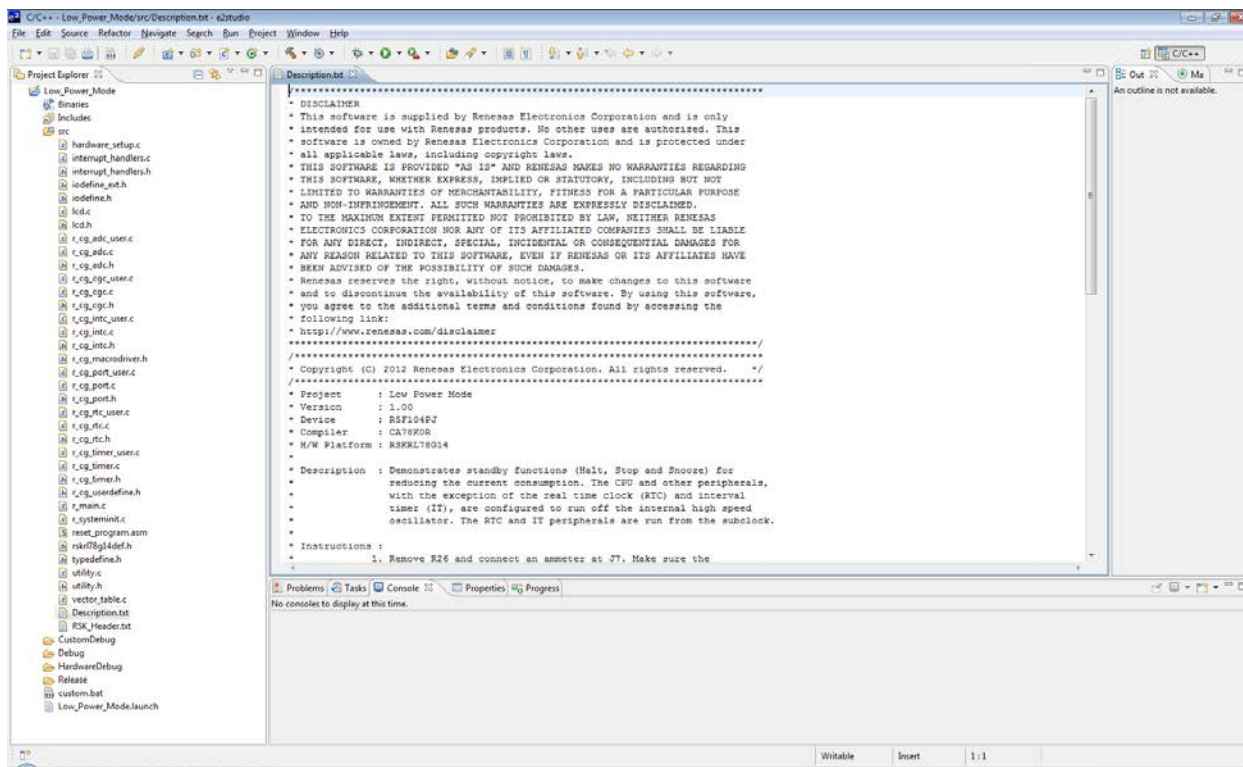 C/C++ - Low_Power_Mode/src/Description.txt - e2studio
File Edit Source Refactor Navigate Search Run Project Window Help
C/C++
Project Explorer
Low_Power_Mode
Binaries
Includes
src
hardware_setup.c
interrupt_handlers.c
interrupt_handlers.h
iodefine_ext.h
iodefine.h
lcd.c
lcd.h
r_cg_adc_user.c
r_cg_adc.c
r_cg_adc.h
r_cg_cgc_user.c
r_cg_cgc.c
r_cg_cgc.h
r_cg_intc_user.c
r_cg_intc.c
r_cg_intc.h
r_cg_macrodriver.h
r_cg_port_user.c
r_cg_port.c
r_cg_port.h
r_cg_rtc_user.c
r_cg_rtc.c
r_cg_rtc.h
r_cg_timer_user.c
r_cg_timer.c
r_cg_timer.h
r_cg_userdefine.h
r_main.c
r_systeminit.c
reset_program.asm
rskrl78g14def.h
typedefine.h
utility.c
utility.h
vector_table.c
Description.txt
RSK_Header.txt
CustomDebug
Debug
HardwareDebug
Release
custom.bat
Low_Power_Mode.launch
Description.txt
/******************************************************************************
* DISCLAIMER
* This software is supplied by Renesas Electronics Corporation and is only
* intended for use with Renesas products. No other uses are authorized. This
* software is owned by Renesas Electronics Corporation and is protected under
* all applicable laws, including copyright laws.
* THIS SOFTWARE IS PROVIDED "AS IS" AND RENESAS MAKES NO WARRANTIES REGARDING
* THIS SOFTWARE, WHETHER EXPRESS, IMPLIED OR STATUTORY, INCLUDING BUT NOT
* LIMITED TO WARRANTIES OF MERCHANTABILITY, FITNESS FOR A PARTICULAR PURPOSE
* AND NON-INFRINGEMENT. ALL SUCH WARRANTIES ARE EXPRESSLY DISCLAIMED.
* TO THE MAXIMUM EXTENT PERMITTED NOT PROHIBITED BY LAW, NEITHER RENESAS
* ELECTRONICS CORPORATION NOR ANY OF ITS AFFILIATED COMPANIES SHALL BE LIABLE
* FOR ANY DIRECT, INDIRECT, SPECIAL, INCIDENTAL OR CONSEQUENTIAL DAMAGES FOR
* ANY REASON RELATED TO THIS SOFTWARE, EVEN IF RENESAS OR ITS AFFILIATES HAVE
* BEEN ADVISED OF THE POSSIBILITY OF SUCH DAMAGES.
* Renesas reserves the right, without notice, to make changes to this software
* and to discontinue the availability of this software. By using this software,
* you agree to the additional terms and conditions found by accessing the
* following link:
* http://www.renesas.com/disclaimer
******************************************************************************/
/******************************************************************************
* Copyright (C) 2012 Renesas Electronics Corporation. All rights reserved. */
/******************************************************************************
* Project : Low Power Mode
* Version : 1.00
* Device : R5F104PJ
* Compiler : CA78K0R
* H/W Platform : RSKRL78G14
*
* Description : Demonstrates standby functions (Halt, Stop and Snooze) for
* reducing the current consumption. The CPU and other peripherals,
* with the exception of the real time clock (RTC) and interval
* timer (IT), are configured to run off the internal high speed
* oscillator. The RTC and IT peripherals are run from the subclock.
*
* Instructions :
* 1. Remove R26 and connect an ammeter at J7. Make sure the
Out Ma
An outline is not available.
Problems Tasks Console Properties Progress
No consoles to display at this time.
Writable Insert 1:1